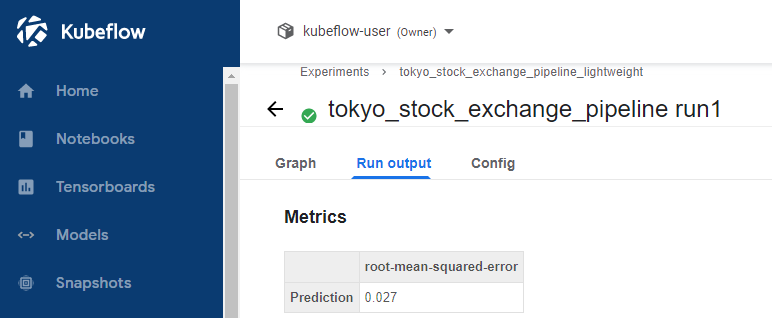 Kubeflow
Home
Notebooks
Tensorboards
Models
Snapshots
kubeflow-user (Owner)
Experiments > tokyo_stock_exchange_pipeline_lightweight
tokyo_stock_exchange_pipeline run1
Graph Run output Config
Metrics
root-mean-squared-error
Prediction 0.027